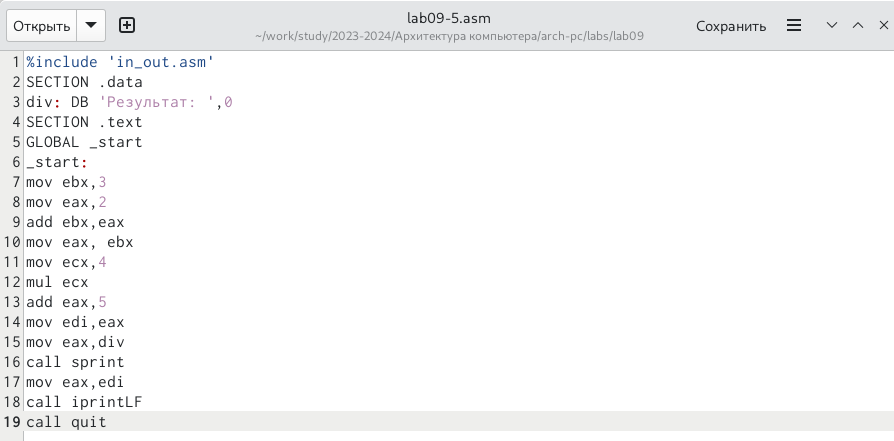 Открыть
lab09-5.asm
~/work/study/2023-2024/Архитектура компьютера/arch-pc/labs/lab09
Сохранить
1 %include 'in_out.asm'
2 SECTION .data
3 div: DB 'Результат: ',0
4 SECTION .text
5 GLOBAL _start
6 _start:
7 mov ebx,3
8 mov eax,2
9 add ebx,eax
10 mov eax, ebx
11 mov ecx,4
12 mul ecx
13 add eax,5
14 mov edi,eax
15 mov eax,div
16 call sprint
17 mov eax,edi
18 call iprintLF
19 call quit